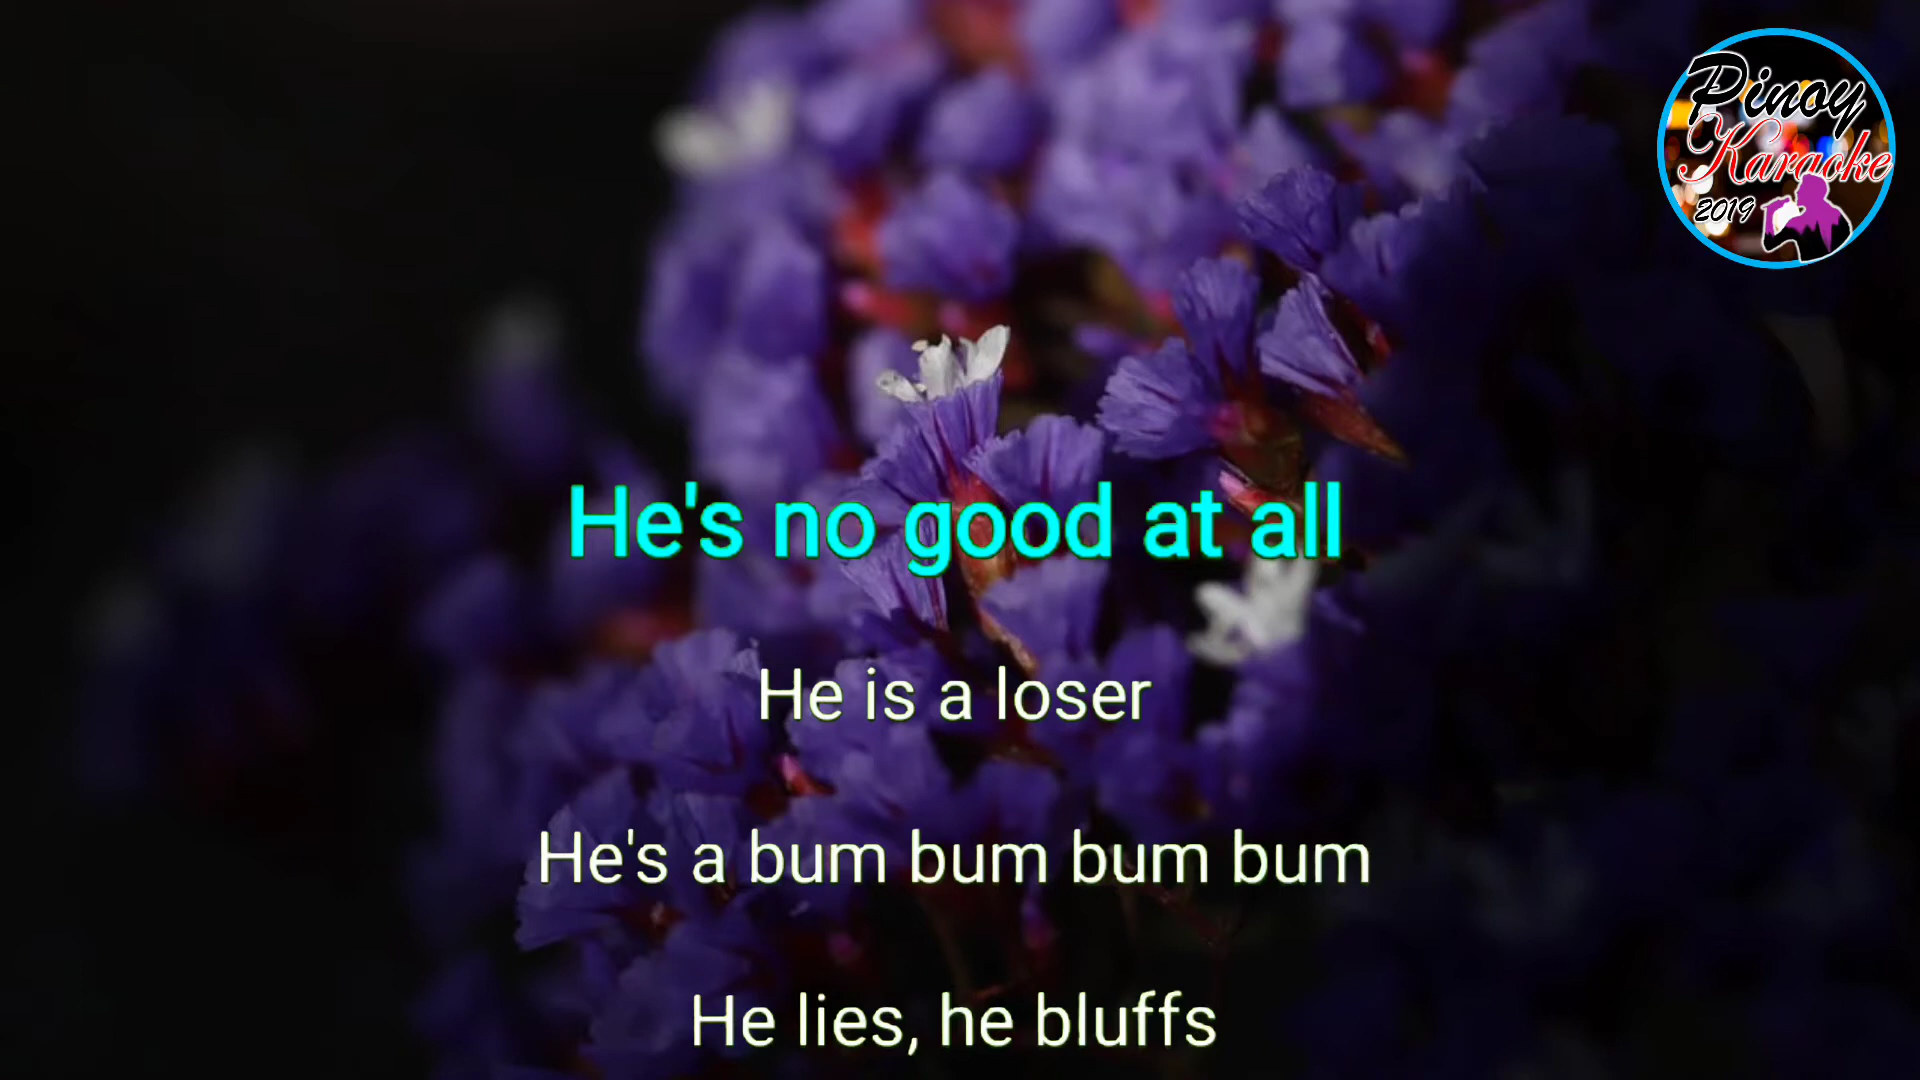 Pinoy
Karaoke
2019
He's no good at all
He is a loser
He's a bum bum bum bum
He lies, he bluffs